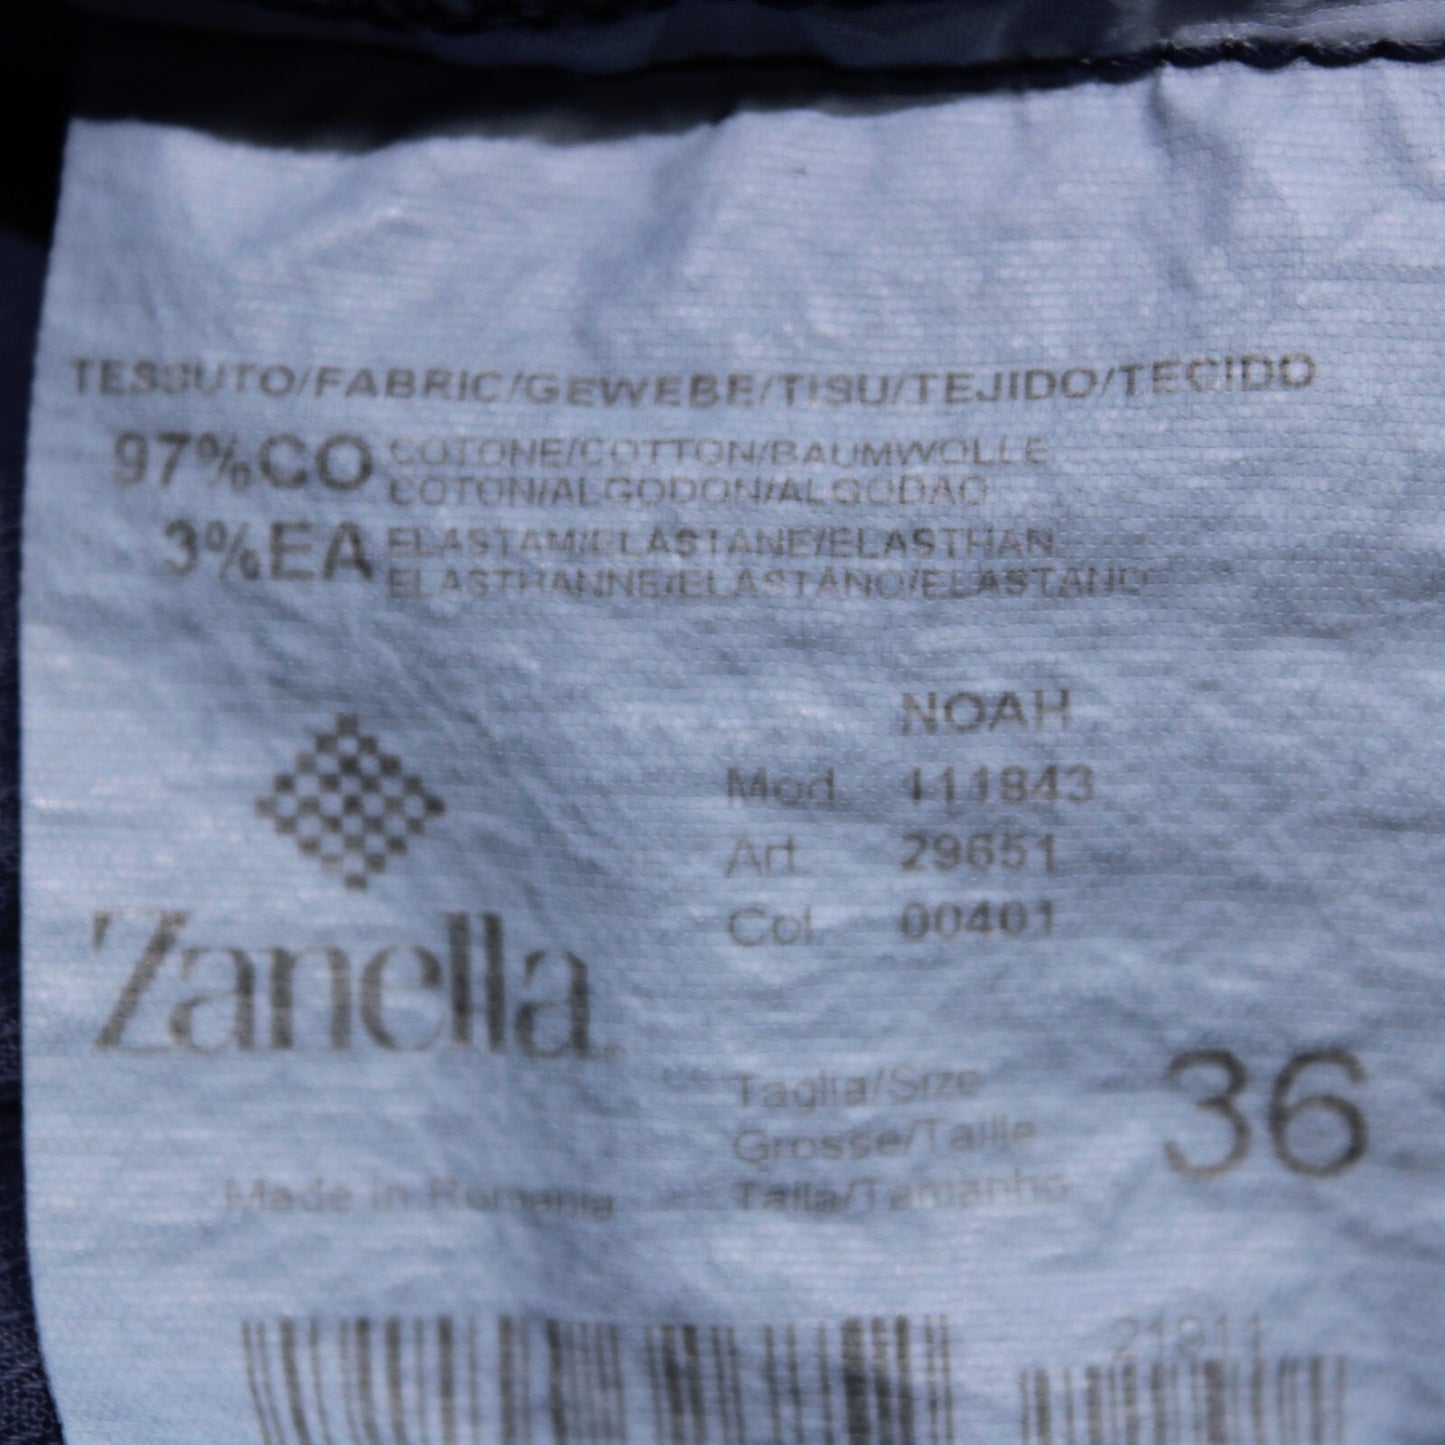 TESSUTO/FABRIC/GEWEBE/TISU/TEJIDO/TECIDO
97%CO COTONE/COTTON/BAUMWOLLE
COTON/ALGODON/ALGODAO
3%EA ELASTAM/ELASTANE/ELASTHAN
ELASTHANNE/ELASTANO/ELASTANO
NOAH
Mod. 111843
Art. 29651
Col. 00401
Zanella
Taglia/Size
Grosse/Taille
Talla/Tamanho
36
Made in Romania
21911